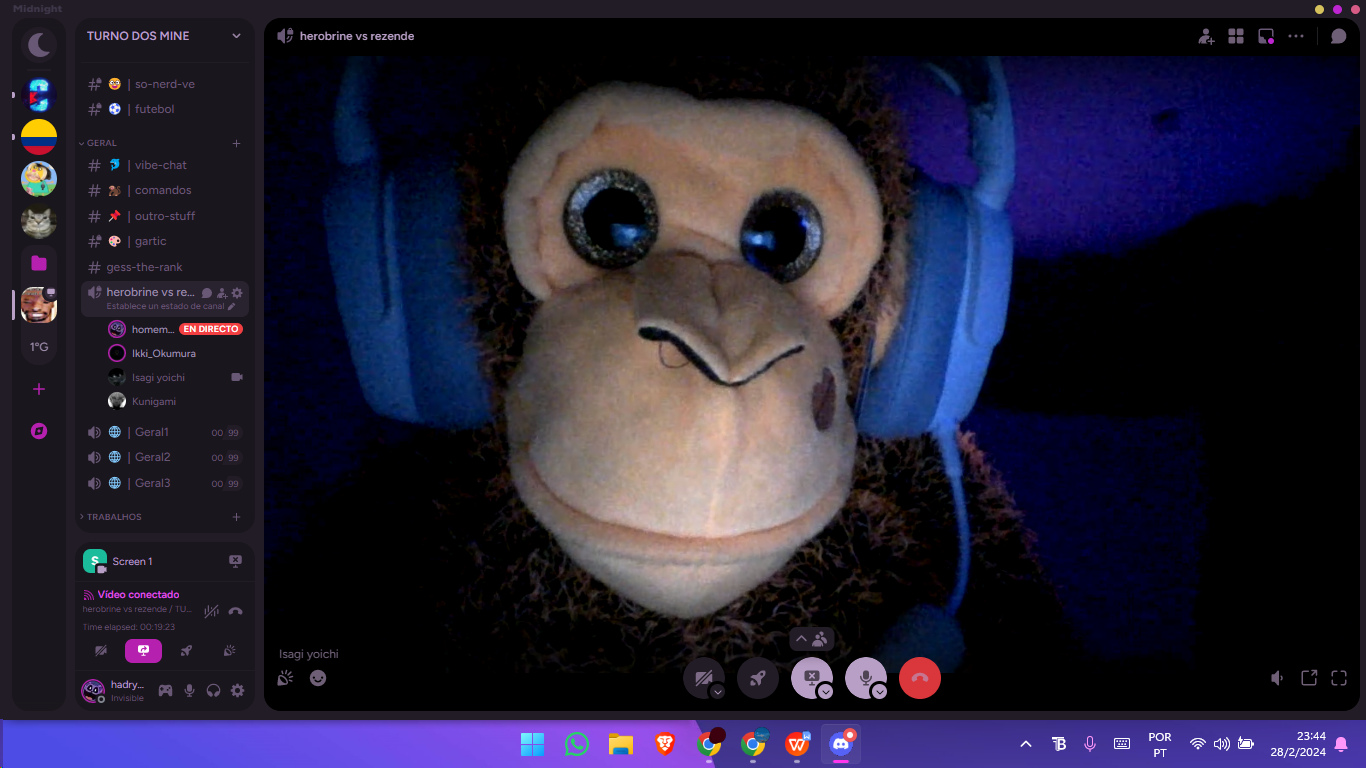 Midnight
TURNO DOS MINE
herobrine vs rezende
# | so-nerd-ve
# | futebol
GERAL
# | vibe-chat
# | comandos
# | outro-stuff
# | gartic
# gess-the-rank
herobrine vs re...
Establece un estado de canal
homem... EN DIRECTO
Ikki_Okumura
Isagi yoichi
Kunigami
1°G
| Geral1 00 99
| Geral2 00 99
| Geral3 00 99
TRABALHOS
S Screen 1
Vídeo conectado
herobrine vs rezende / TU...
Time elapsed: 00:19:23
hadry...
Invisible
Isagi yoichi
POR
PT
23:44
28/2/2024